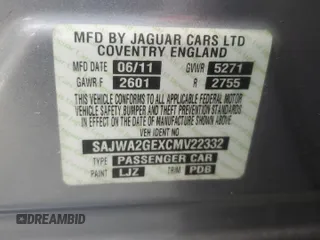 MFD BY JAGUAR CARS LTD
COVENTRY ENGLAND
MFD DATE 06/11 GVWR 5271
GAWR F 2601 R 2755
THIS VEHICLE CONFORMS TO ALL APPLICABLE FEDERAL MOTOR
VEHICLE SAFETY, BUMPER AND THEFT PREVENTION STANDARDS
IN EFFECT ON THE DATE OF MANUFACTURE SHOWN ABOVE
VEH IDENT NO SAJWA2GEXCMV22332
TYPE PASSENGER CAR
PAINT LJZ TRIM PDB
DREAMBID